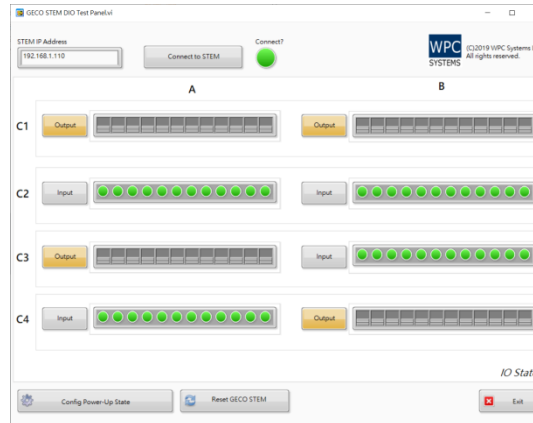 GECO STEM DIO Test Panel.vi
STEM IP Address
192.168.1.110
Connect to STEM
Connect?
WPC
SYSTEMS
(C)2019 WPC Systems
All rights reserved.
A
B
C1
Output
Output
C2
Input
Input
C3
Output
Input
C4
Input
Output
IO Stat
Config Power-Up State
Reset GECO STEM
Exit